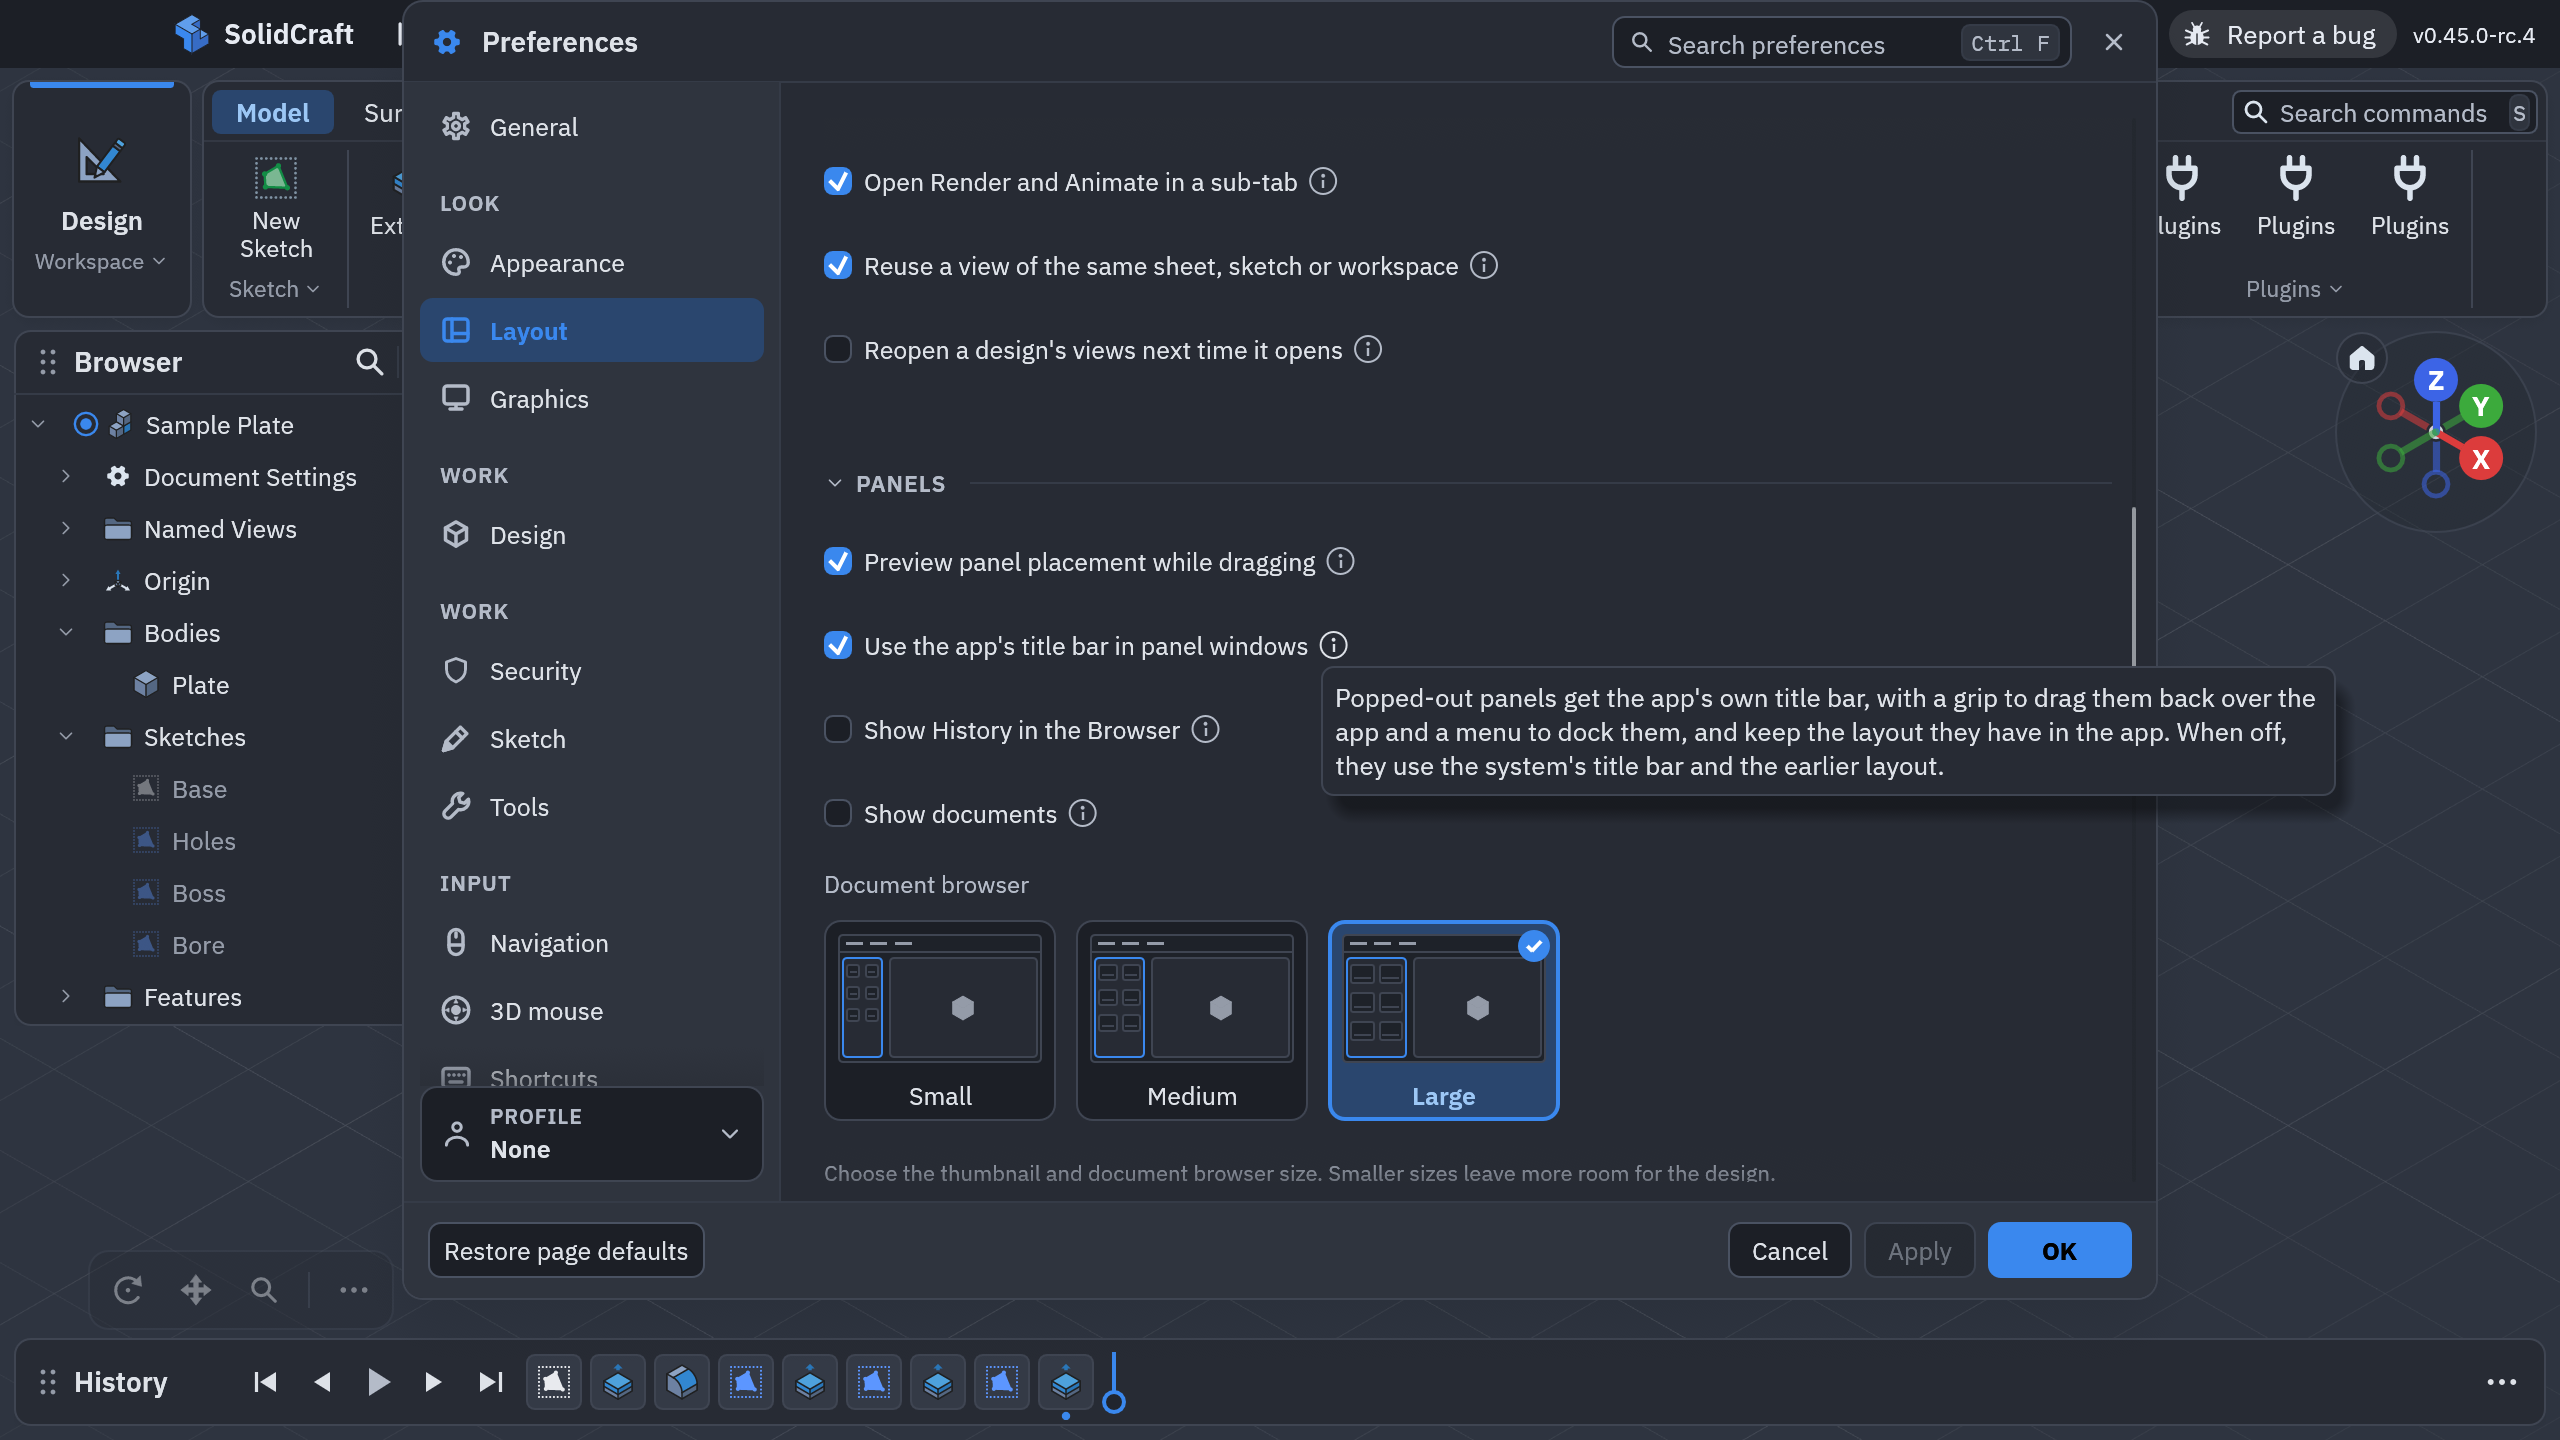 SolidCraft
Preferences
Search preferences
Ctrl F
Report a bug
v0.45.0-rc.4
Design
Workspace
Model
Sur
New
Sketch
Sketch
Ext
Search commands
S
lugins
Plugins
Plugins
Plugins
Browser
Sample Plate
Document Settings
Named Views
Origin
Bodies
Plate
Sketches
Base
Holes
Boss
Bore
Features
General
LOOK
Appearance
Layout
Graphics
WORK
Design
WORK
Security
Sketch
Tools
INPUT
Navigation
3D mouse
Shortcuts
PROFILE
None
Open Render and Animate in a sub-tab
Reuse a view of the same sheet, sketch or workspace
Reopen a design's views next time it opens
PANELS
Preview panel placement while dragging
Use the app's title bar in panel windows
Popped-out panels get the app's own title bar, with a grip to drag them back over the
app and a menu to dock them, and keep the layout they have in the app. When off,
they use the system's title bar and the earlier layout.
Show History in the Browser
Show documents
Document browser
Small
Medium
Large
Choose the thumbnail and document browser size. Smaller sizes leave more room for the design.
Z
Y
X
Restore page defaults
Cancel
Apply
OK
History